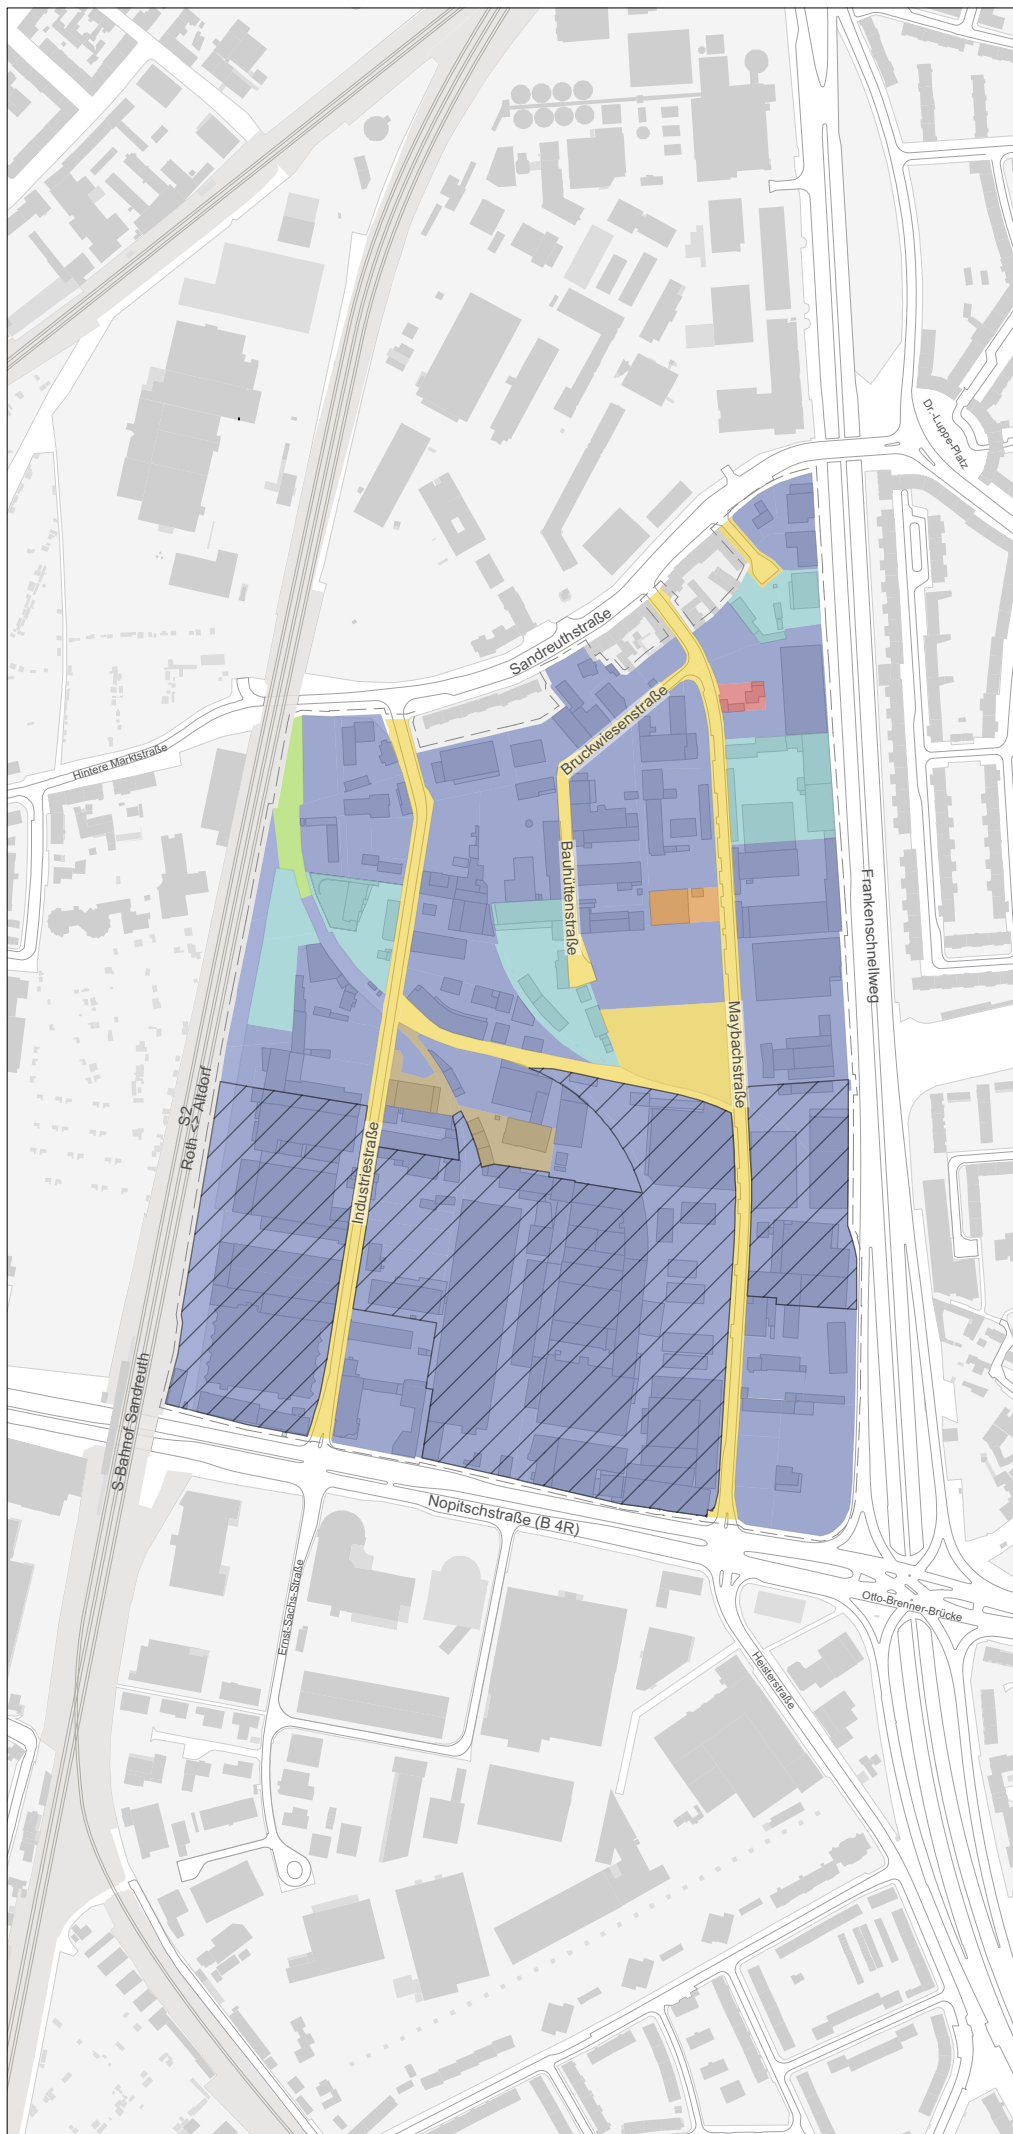 Dr.-Luppe-Platz
Sandreuthstraße
Bruckwiesenstraße
Hintere Marktstraße
Bauhüttenstraße
Frankenschnellweg
Maybachstraße
S2
Roth <> Altdorf
Industriestraße
S-Bahnof Sandreuth
Nopitschstraße (B 4R)
Ernst-Sachs-Straße
Otto-Brenner-Brücke
Heisterstraße